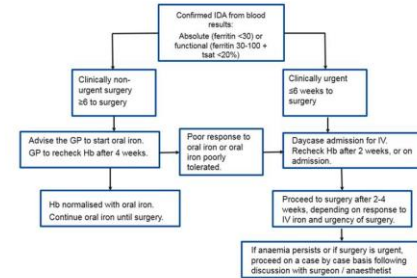 Confirmed IDA from blood
results:
Absolute (ferritin <30) or
functional (ferritin 30-100 +
tsat <20%)
Clinically non-
urgent surgery
≥6 to surgery
Clinically urgent
≤6 weeks to
surgery
Advise the GP to start oral iron.
GP to recheck Hb after 4 weeks.
Poor response to
oral iron or oral
iron poorly
tolerated.
Daycase admission for IV.
Recheck Hb after 2 weeks, or on
admission.
Hb normalised with oral iron.
Continue oral iron until surgery.
Proceed to surgery after 2-4
weeks, depending on response to
IV iron and urgency of surgery.
If anaemia persists or if surgery is urgent,
proceed on a case by case basis following
discussion with surgeon / anaesthetist